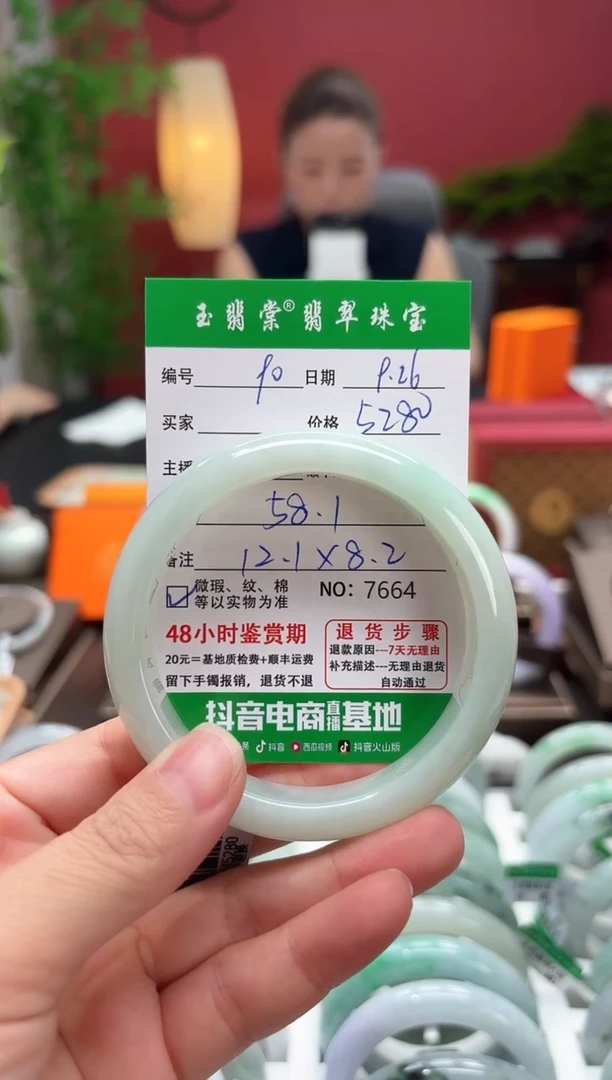 玉翡棠®翡翠珠宝
编号 90 日期 9.26
买家 价格 5280
主播
58.1
备注 12.1×8.2
微瑕、纹、棉
等以实物为准
NO: 7664
48小时鉴赏期
20元=基地质检费+顺丰运费
留下手镯报销,退货不退
退货步骤
退款原因---7天无理由
补充描述---无理由退货
自动通过
抖音电商直播基地
抖音 西瓜视频 抖音火山版
5280